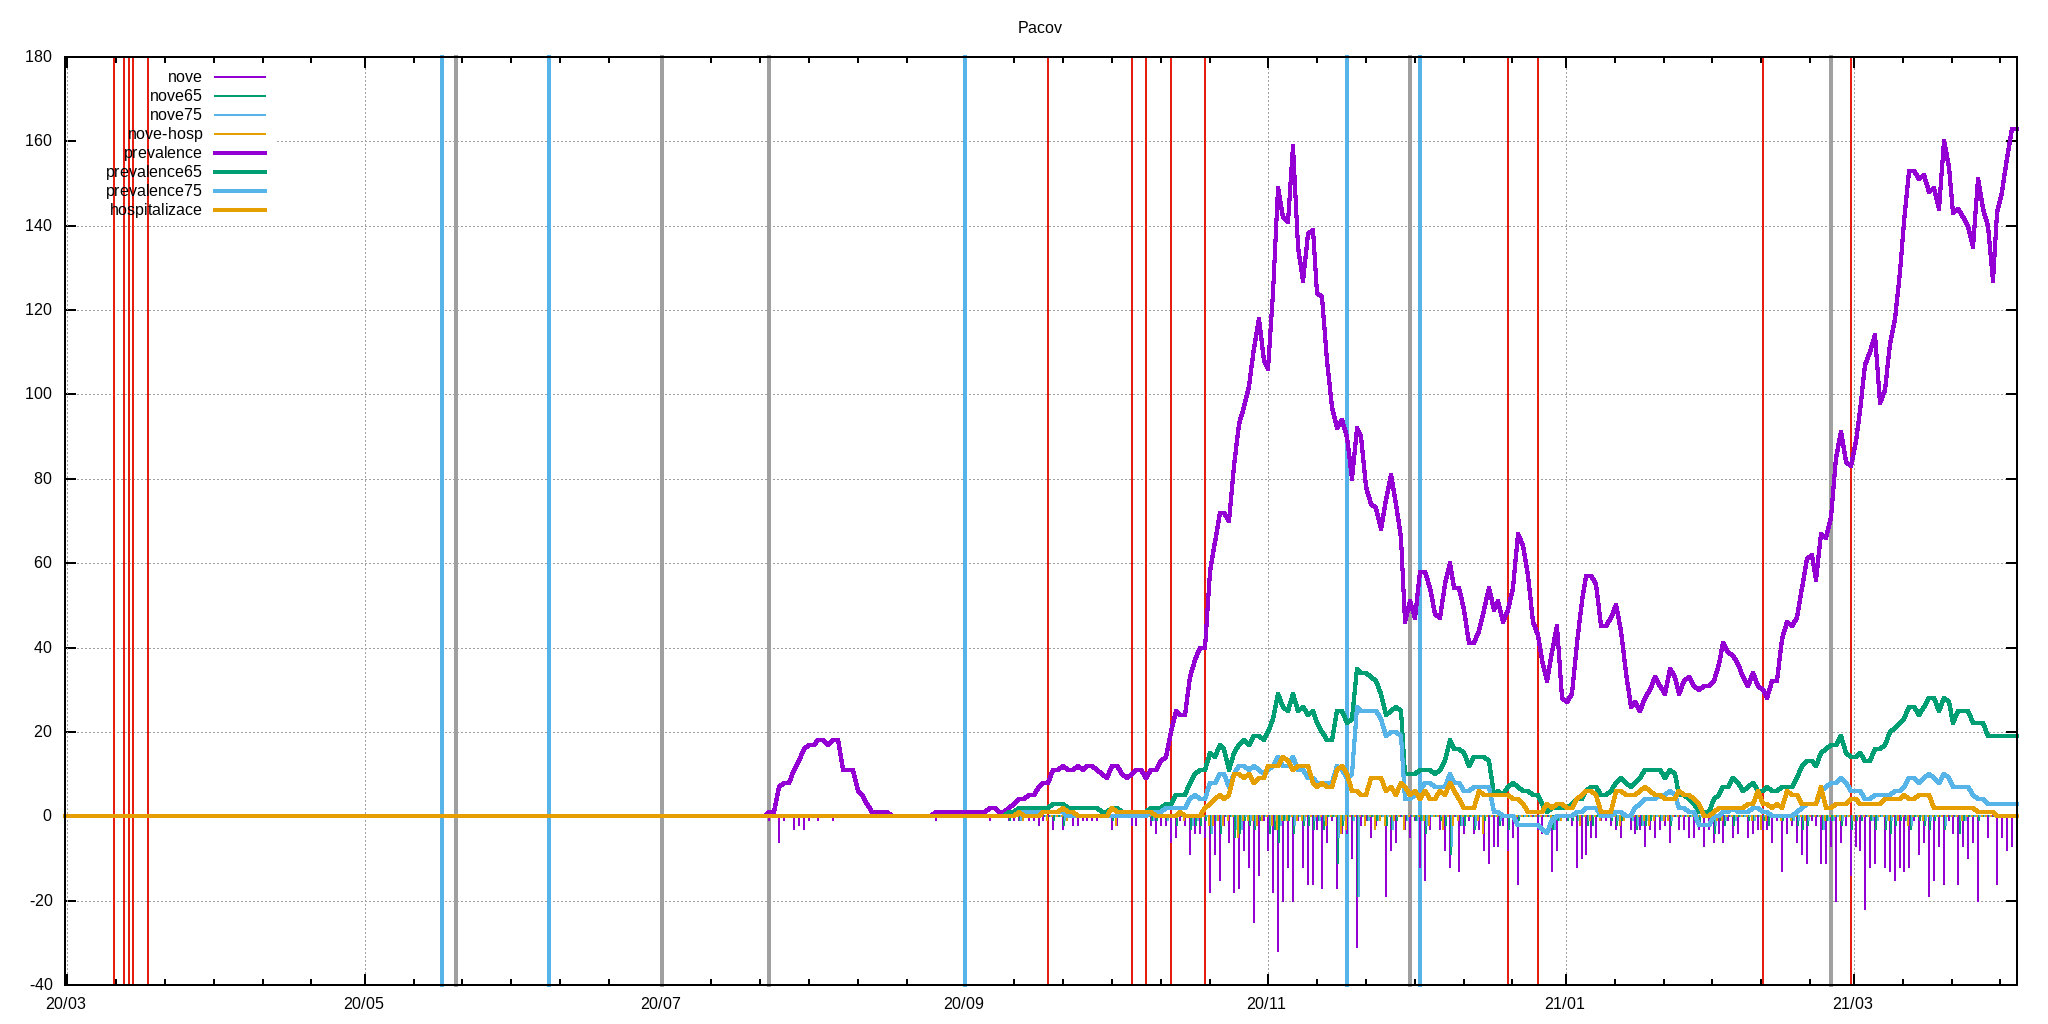 Pacov
180
160
140
120
100
80
60
40
20
0
-20
-40
nove
nove65
nove75
nove-hosp
prevalence
prevalence65
prevalence75
hospitalizace
20/03 20/05 20/07 20/09 20/11 21/01 21/03